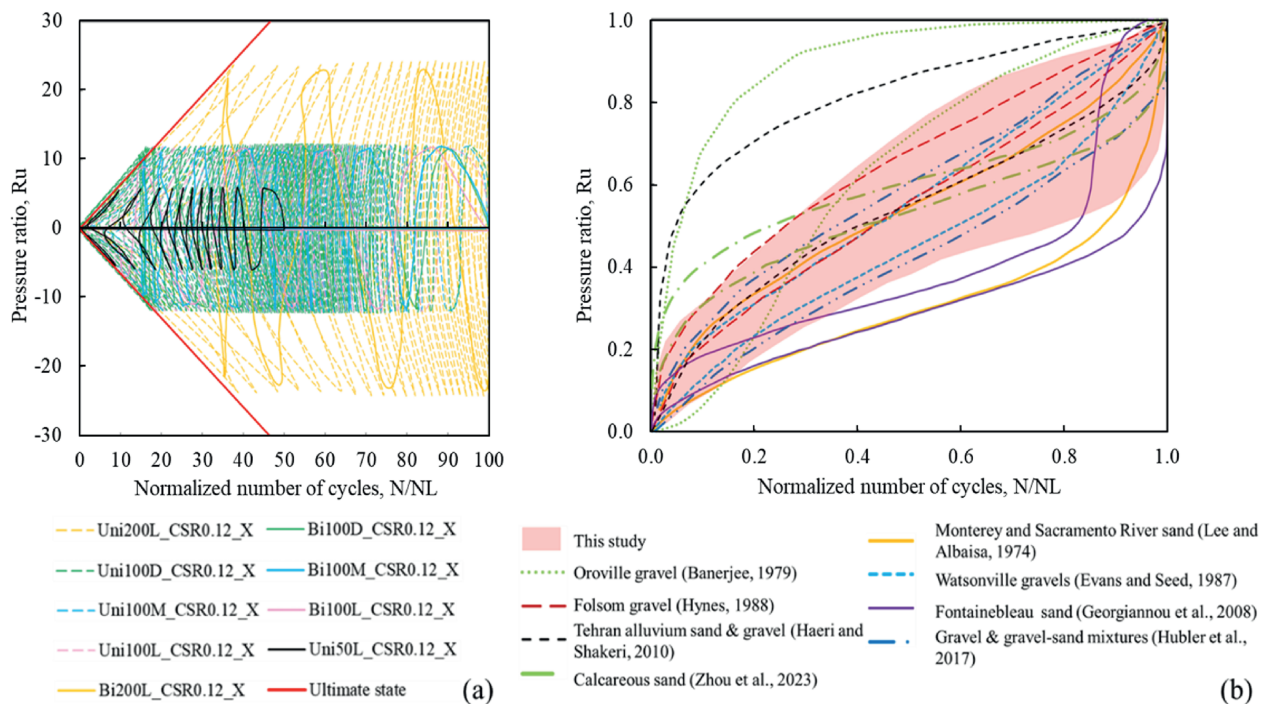 30
20
10
0
-10
-20
-30
Pressure ratio, Ru
0 10 20 30 40 50 60 70 80 90 100
Normalized number of cycles, N/NL
Uni200L_CSR0.12_X
Bi100D_CSR0.12_X
Uni100D_CSR0.12_X
Bi100M_CSR0.12_X
Uni100M_CSR0.12_X
Bi100L_CSR0.12_X
Uni100L_CSR0.12_X
Uni50L_CSR0.12_X
Bi200L_CSR0.12_X
Ultimate state
(a)
1.0
0.8
0.6
0.4
0.2
0.0
Pressure ratio, Ru
0.0 0.2 0.4 0.6 0.8 1.0
Normalized number of cycles, N/NL
This study
Oroville gravel (Banerjee, 1979)
Folsom gravel (Hynes, 1988)
Tehran alluvium sand & gravel (Haeri and
Shakeri, 2010)
Calcareous sand (Zhou et al., 2023)
Monterey and Sacramento River sand (Lee and
Albaisa, 1974)
Watsonville gravels (Evans and Seed, 1987)
Fontainebleau sand (Georgiannou et al., 2008)
Gravel & gravel-sand mixtures (Hubler et al.,
2017)
(b)